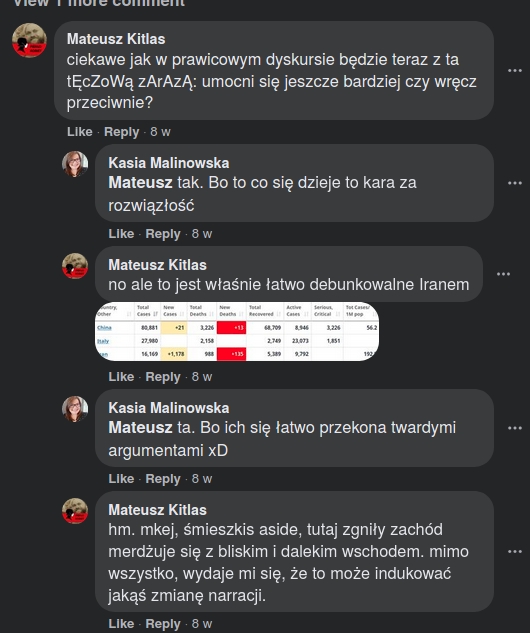 View 1 more comment
Mateusz Kitlas
ciekawe jak w prawicowym dyskursie będzie teraz z ta
tĘcZoWą zArAzĄ: umocni się jeszcze bardziej czy wręcz
przeciwnie?
Like · Reply · 8 w
Kasia Malinowska
Mateusz tak. Bo to co się dzieje to kara za
rozwiązłość
Like · Reply · 8 w
Mateusz Kitlas
no ale to jest właśnie łatwo debunkowalne Iranem
Country, Total New Total New Total Active Serious, Tot Cases/
Other Cases Cases Deaths Deaths Recovered Cases Critical 1M pop
China 80,881 +21 3,226 +13 68,709 8,946 3,226 56.2
Italy 27,980 2,158 2,749 23,073 1,851
Iran 16,169 +1,178 988 +135 5,389 9,792 192
Like · Reply · 8 w
Kasia Malinowska
Mateusz ta. Bo ich się łatwo przekona twardymi
argumentami xD
Like · Reply · 8 w
Mateusz Kitlas
hm. mkej, śmieszkis aside, tutaj zgniły zachód
merdżuje się z bliskim i dalekim wschodem. mimo
wszystko, wydaje mi się, że to może indukować
jakąś zmianę narracji.
Like · Reply · 8 w